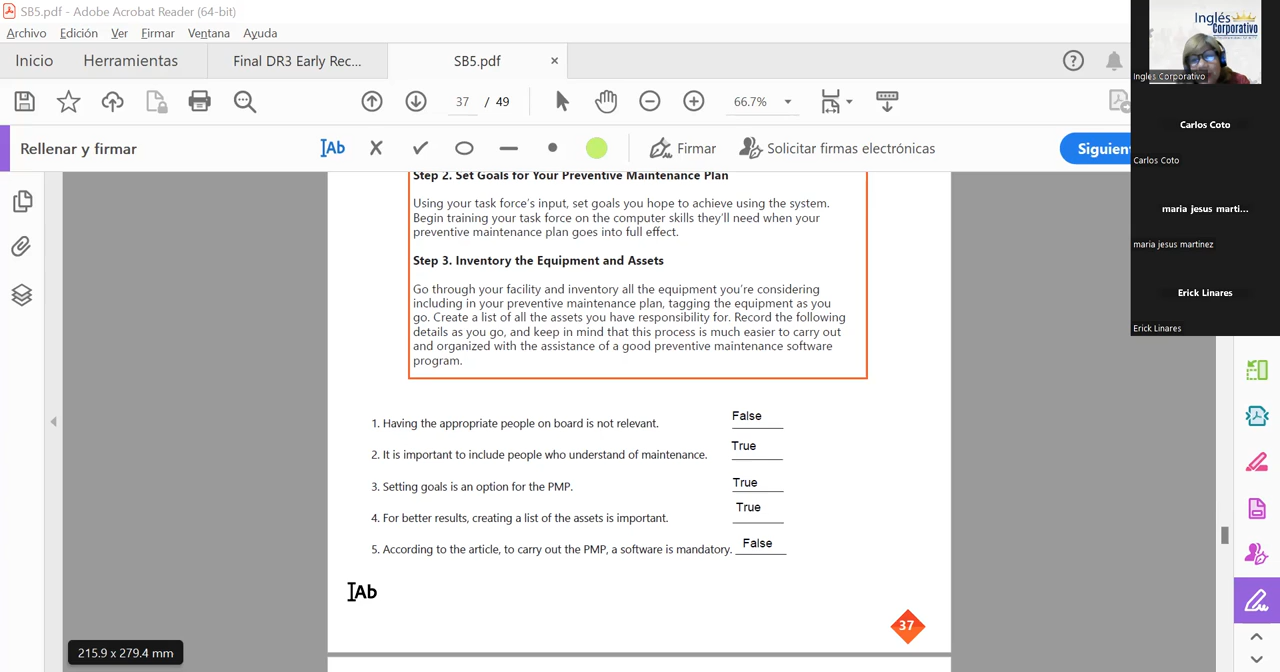 SB5.pdf - Adobe Acrobat Reader (64-bit)
Archivo Edición Ver Firmar Ventana Ayuda
Inicio Herramientas Final DR3 Early Rec... SB5.pdf ×
37 / 49 66.7%
Rellenar y firmar Ab Firmar Solicitar firmas electrónicas Siguien
Inglés
Corporativo
Ingles Corporativo
Carlos Coto
Carlos Coto
maria jesus marti...
maria jesus martinez
Erick Linares
Erick Linares
Step 2. Set Goals for Your Preventive Maintenance Plan
Using your task force's input, set goals you hope to achieve using the system.
Begin training your task force on the computer skills they'll need when your
preventive maintenance plan goes into full effect.
Step 3. Inventory the Equipment and Assets
Go through your facility and inventory all the equipment you're considering
including in your preventive maintenance plan, tagging the equipment as you
go. Create a list of all the assets you have responsibility for. Record the following
details as you go, and keep in mind that this process is much easier to carry out
and organized with the assistance of a good preventive maintenance software
program.
1. Having the appropriate people on board is not relevant. False
2. It is important to include people who understand of maintenance. True
3. Setting goals is an option for the PMP. True
4. For better results, creating a list of the assets is important. True
5. According to the article, to carry out the PMP, a software is mandatory. False
Ab
37
215.9 x 279.4 mm